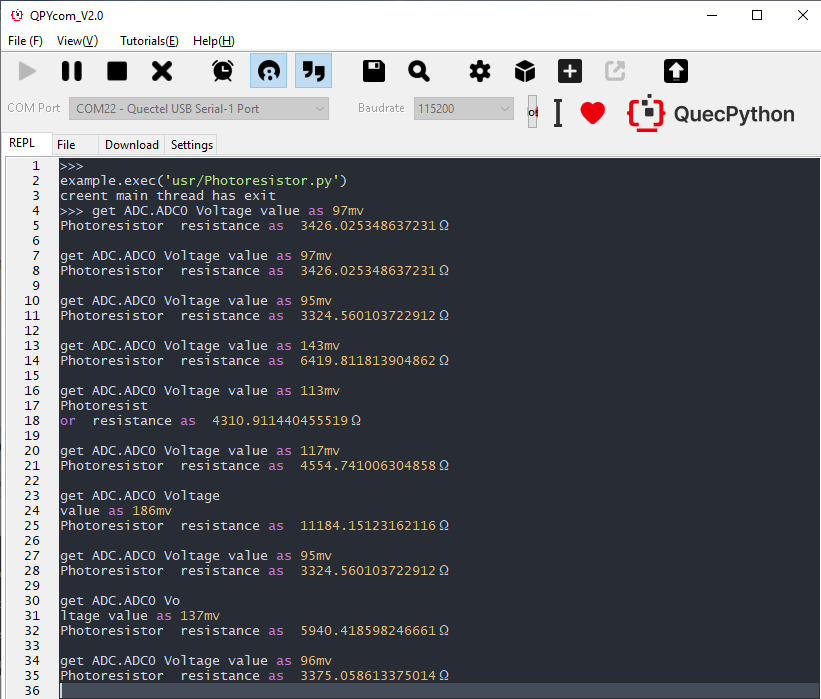 QPYcom_V2.0
File (F) View(V) Tutorials(E) Help(H)
COM Port COM22 - Quectel USB Serial-1 Port Baudrate 115200 QuecPython
REPL File Download Settings
1 >>>
2 example.exec('usr/Photoresistor.py')
3 creent main thread has exit
4 >>> get ADC.ADC0 Voltage value as 97mv
5 Photoresistor  resistance as  3426.025348637231Ω
6
7 get ADC.ADC0 Voltage value as 97mv
8 Photoresistor  resistance as  3426.025348637231Ω
9
10 get ADC.ADC0 Voltage value as 95mv
11 Photoresistor  resistance as  3324.560103722912Ω
12
13 get ADC.ADC0 Voltage value as 143mv
14 Photoresistor  resistance as  6419.811813904862Ω
15
16 get ADC.ADC0 Voltage value as 113mv
17 Photoresist
18 or  resistance as  4310.911440455519Ω
19
20 get ADC.ADC0 Voltage value as 117mv
21 Photoresistor  resistance as  4554.741006304858Ω
22
23 get ADC.ADC0 Voltage
24 value as 186mv
25 Photoresistor  resistance as  11184.15123162116Ω
26
27 get ADC.ADC0 Voltage value as 95mv
28 Photoresistor  resistance as  3324.560103722912Ω
29
30 get ADC.ADC0 Vo
31 ltage value as 137mv
32 Photoresistor  resistance as  5940.418598246661Ω
33
34 get ADC.ADC0 Voltage value as 96mv
35 Photoresistor  resistance as  3375.058613375014Ω
36